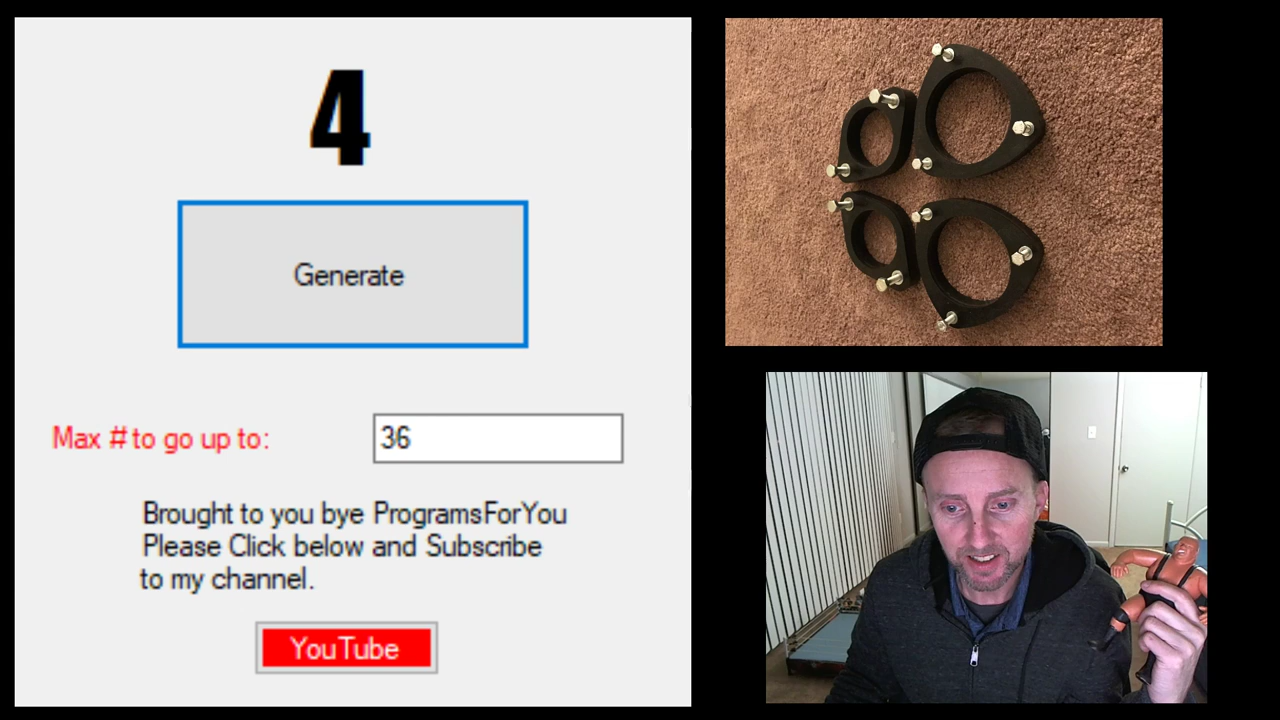 4
Generate
Max # to go up to:
36
Brought to you bye ProgramsForYou
Please Click below and Subscribe
to my channel.
YouTube